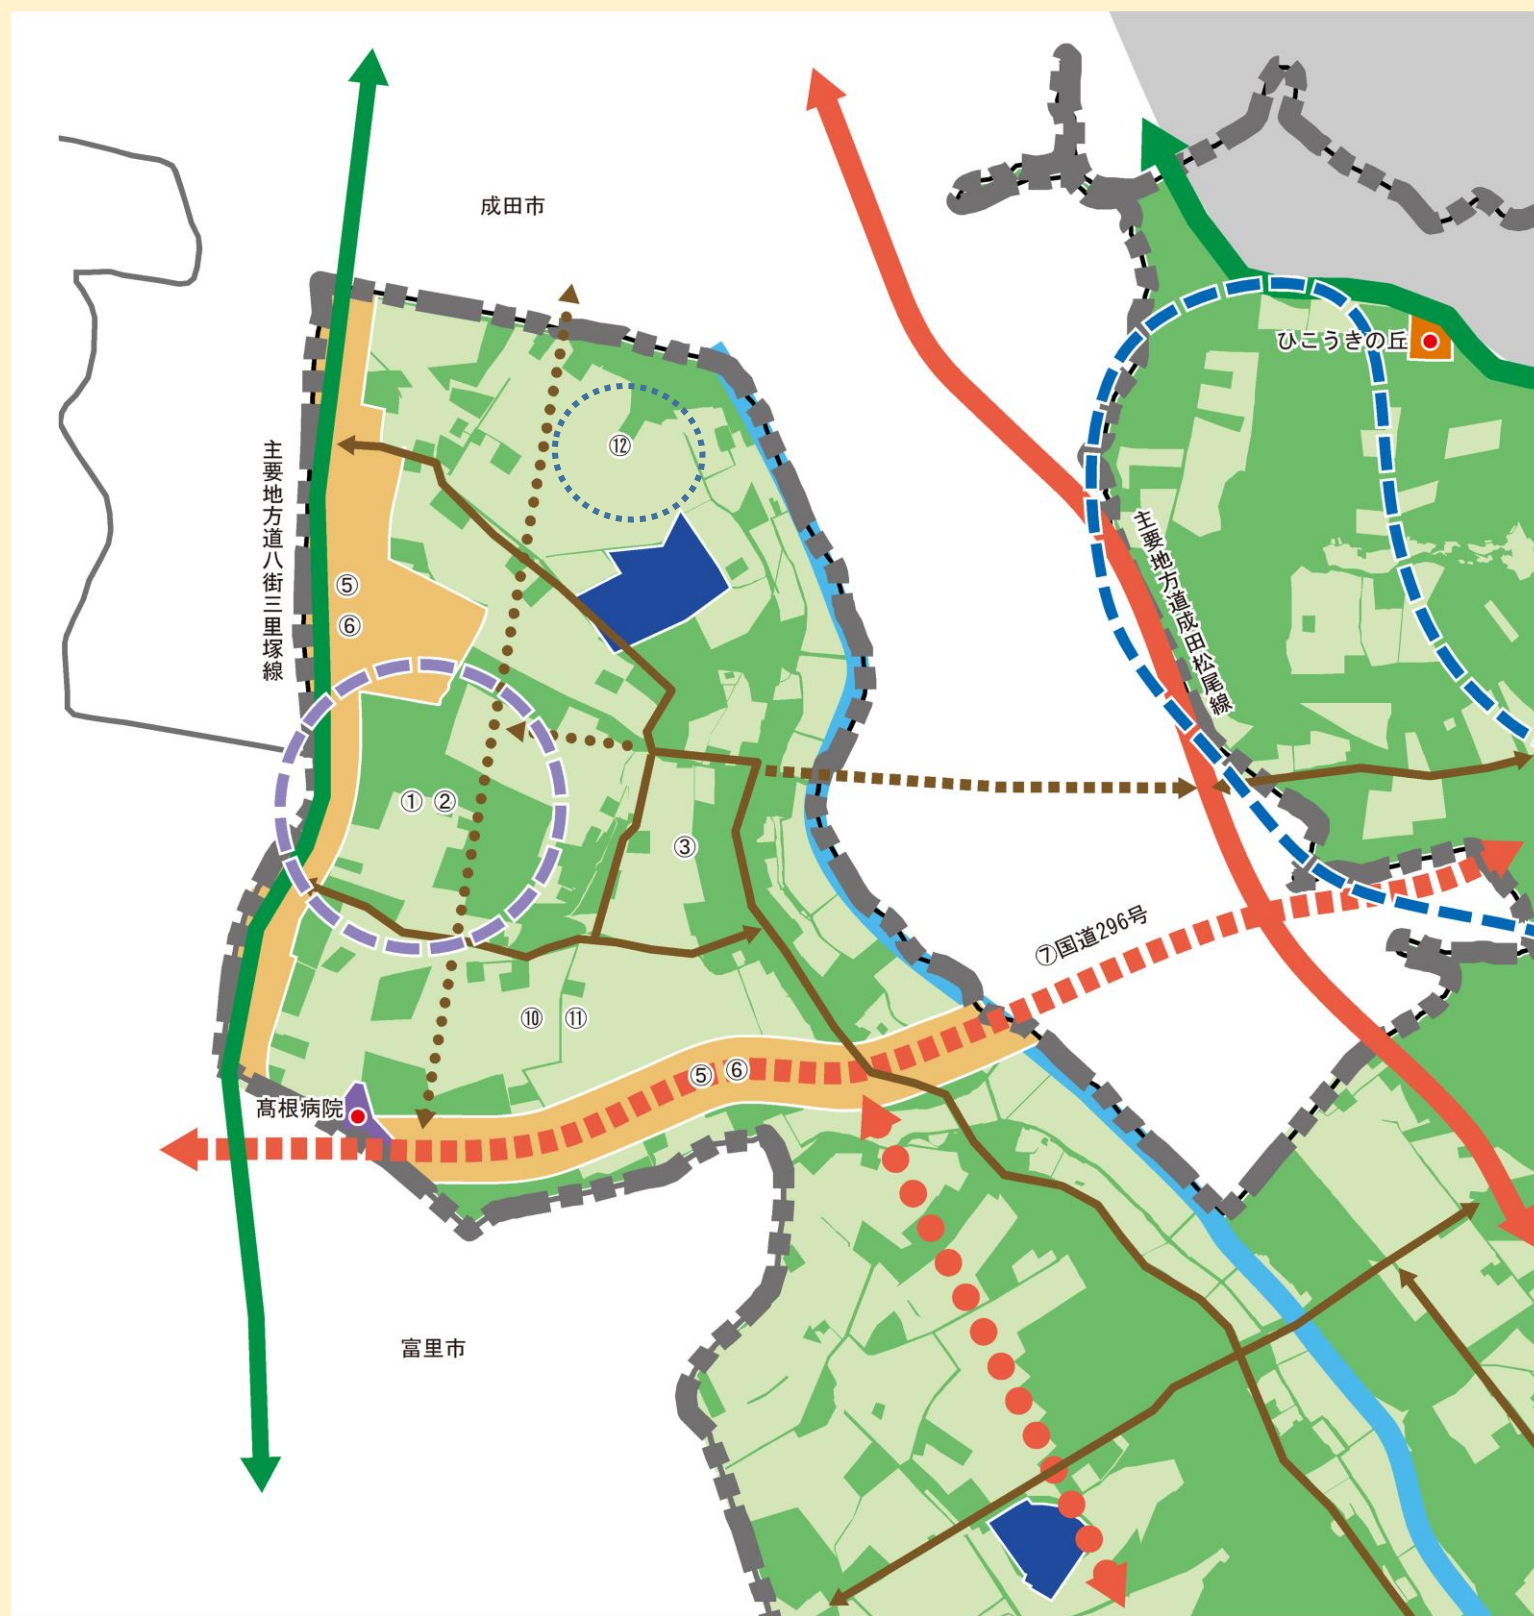 成田市
ひこうきの丘
主要地方道八街三里塚線
⑫
主要地方道成田松尾線
⑤
⑥
① ②
③
⑦国道296号
⑩ ⑪
⑤ ⑥
髙根病院
富里市